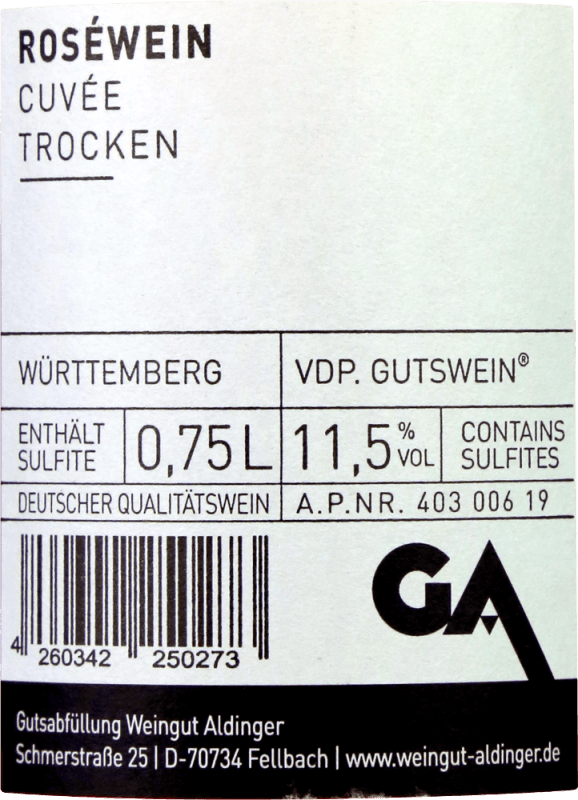 ROSÉWEIN
CUVÉE
TROCKEN
WÜRTTEMBERG
VDP. GUTSWEIN®
ENTHÄLT
SULFITE
0,75 L
11,5 % VOL
CONTAINS
SULFITES
DEUTSCHER QUALITÄTSWEIN
A.P.NR. 403 006 19
4 260342 250273
GA
Gutsabfüllung Weingut Aldinger
Schmerstraße 25 | D-70734 Fellbach | www.weingut-aldinger.de